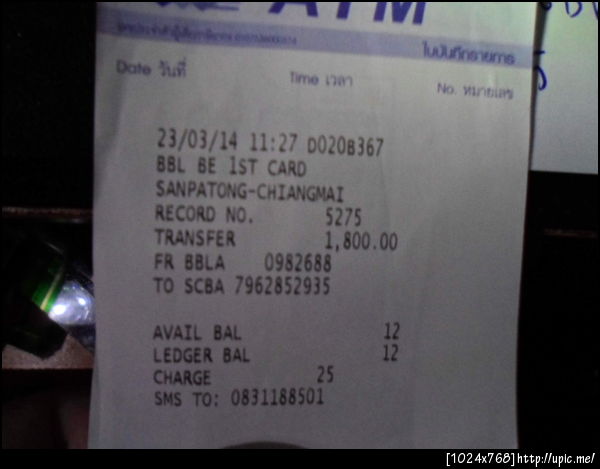 ATM
ใบบันทึกรายการ
Date วันที่ Time เวลา No. หมายเลข
23/03/14 11:27 D020B367
BBL BE 1ST CARD
SANPATONG-CHIANGMAI
RECORD NO. 5275
TRANSFER 1,800.00
FR BBLA 0982688
TO SCBA 7962852935
AVAIL BAL 12
LEDGER BAL 12
CHARGE 25
SMS TO: 0831188501
[1024x768]http://upic.me/